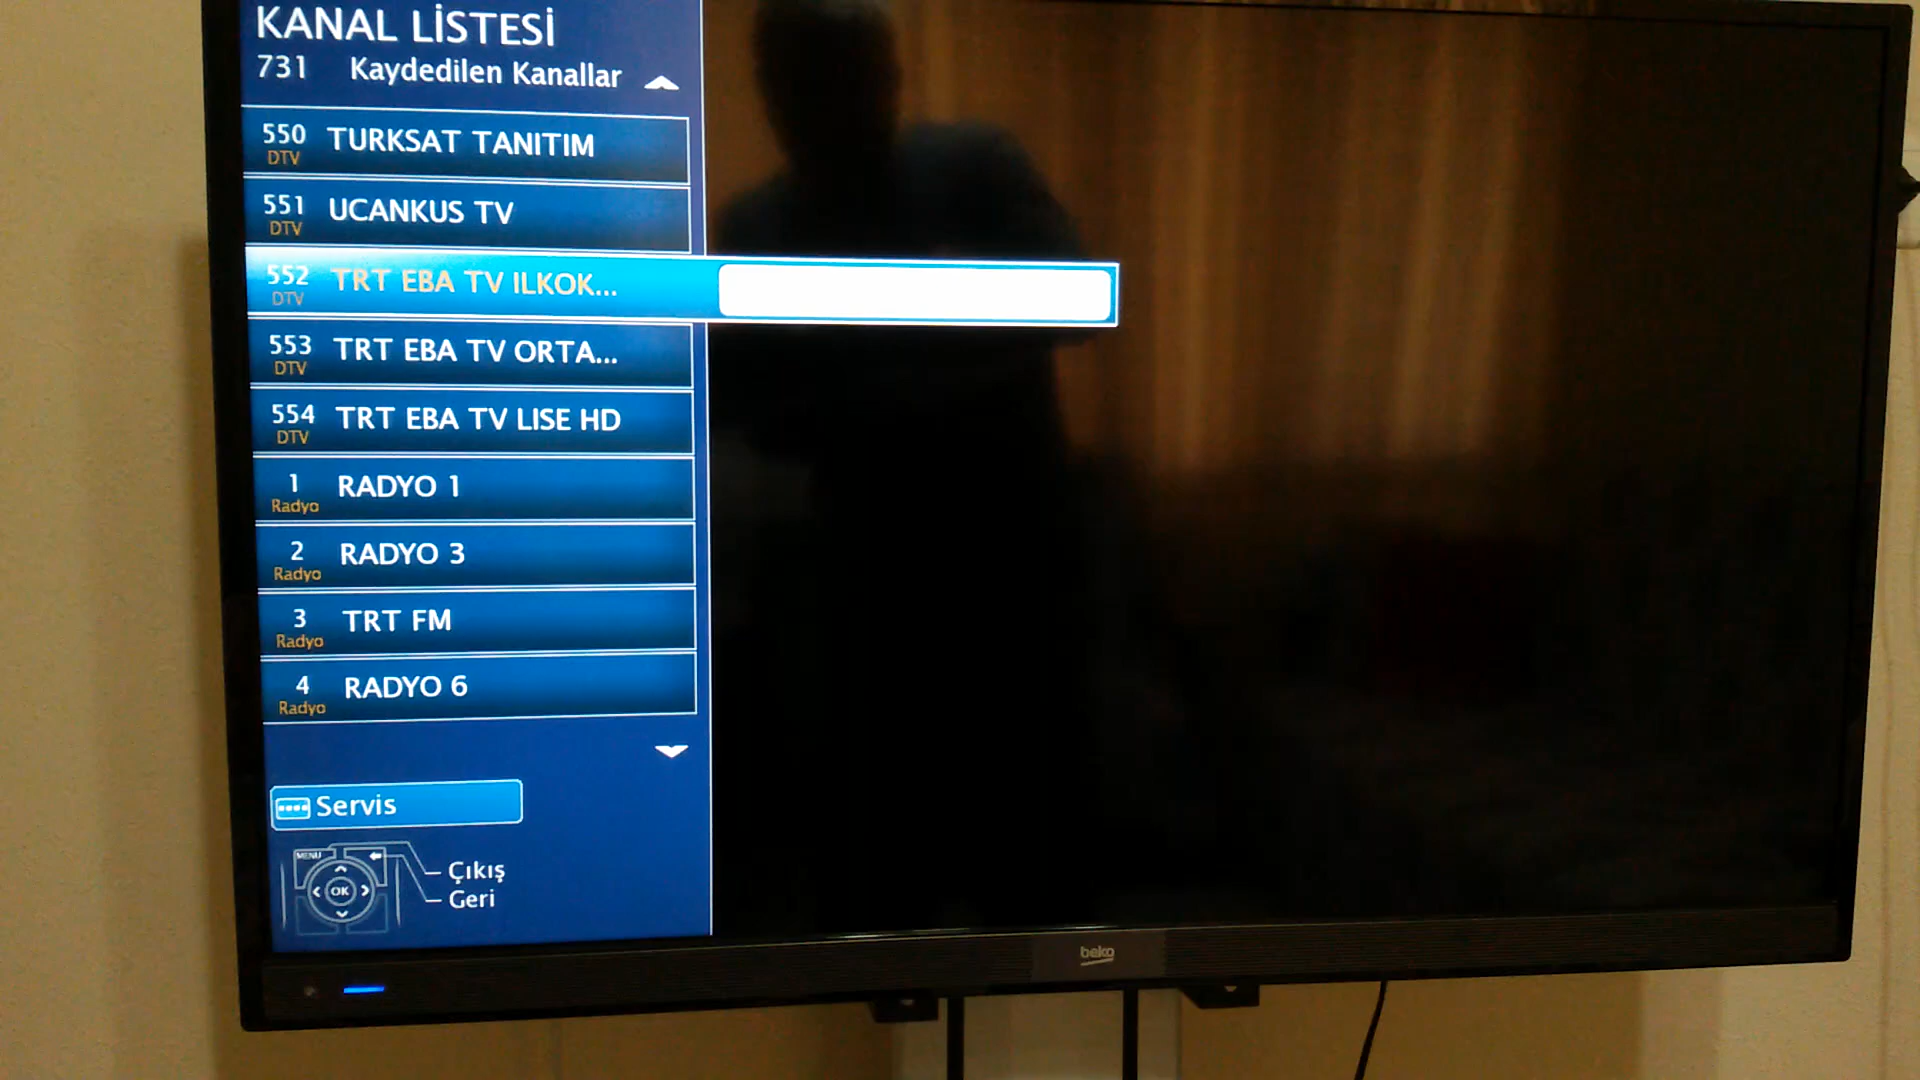 KANAL LİSTESİ
731 Kaydedilen Kanallar
550 TURKSAT TANITIM
DTV
551 UCANKUS TV
DTV
552 TRT EBA TV ILKOK...
DTV
553 TRT EBA TV ORTA...
DTV
554 TRT EBA TV LISE HD
DTV
1 RADYO 1
Radyo
2 RADYO 3
Radyo
3 TRT FM
Radyo
4 RADYO 6
Radyo
Servis
MENU
Çıkış
OK
Geri
beko